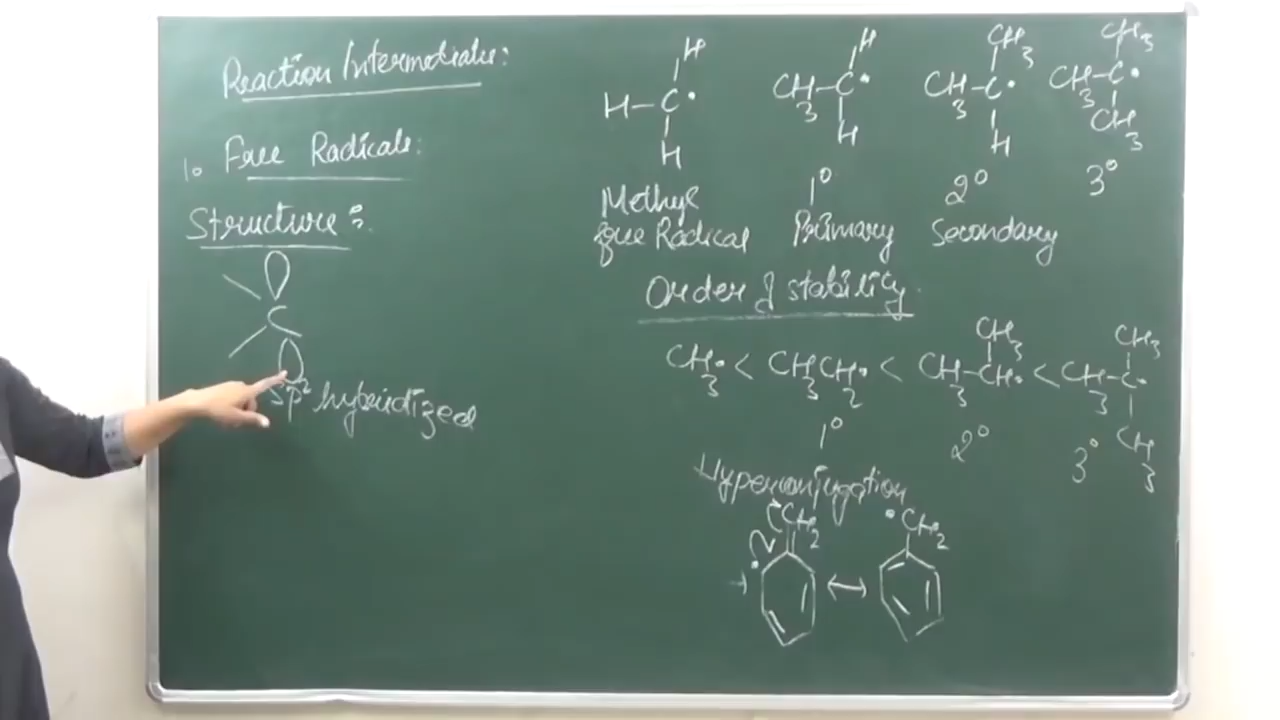 Reaction Intermediate:
1. Free Radicals:
Structure:
C
sp² hybridized
H
H-C•
H
H
CH₃-C•
H
CH₃
CH₃-C•
H
CH₃
CH₃-C•
CH₃
Methyl
free Radical
1°
Primary
2°
Secondary
3°
Order of stability
CH₃• < CH₃CH₂• < CH₃-CH• < CH₃-C•
CH₃
CH₃
CH₃
1°
2°
3°
Hyperconjugation
CH₂
•CH₂